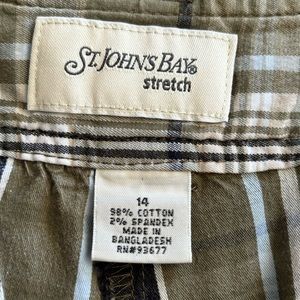 ST. JOHN'S BAY®
stretch
14
98% COTTON
2% SPANDEX
MADE IN
BANGLADESH
RN#93677